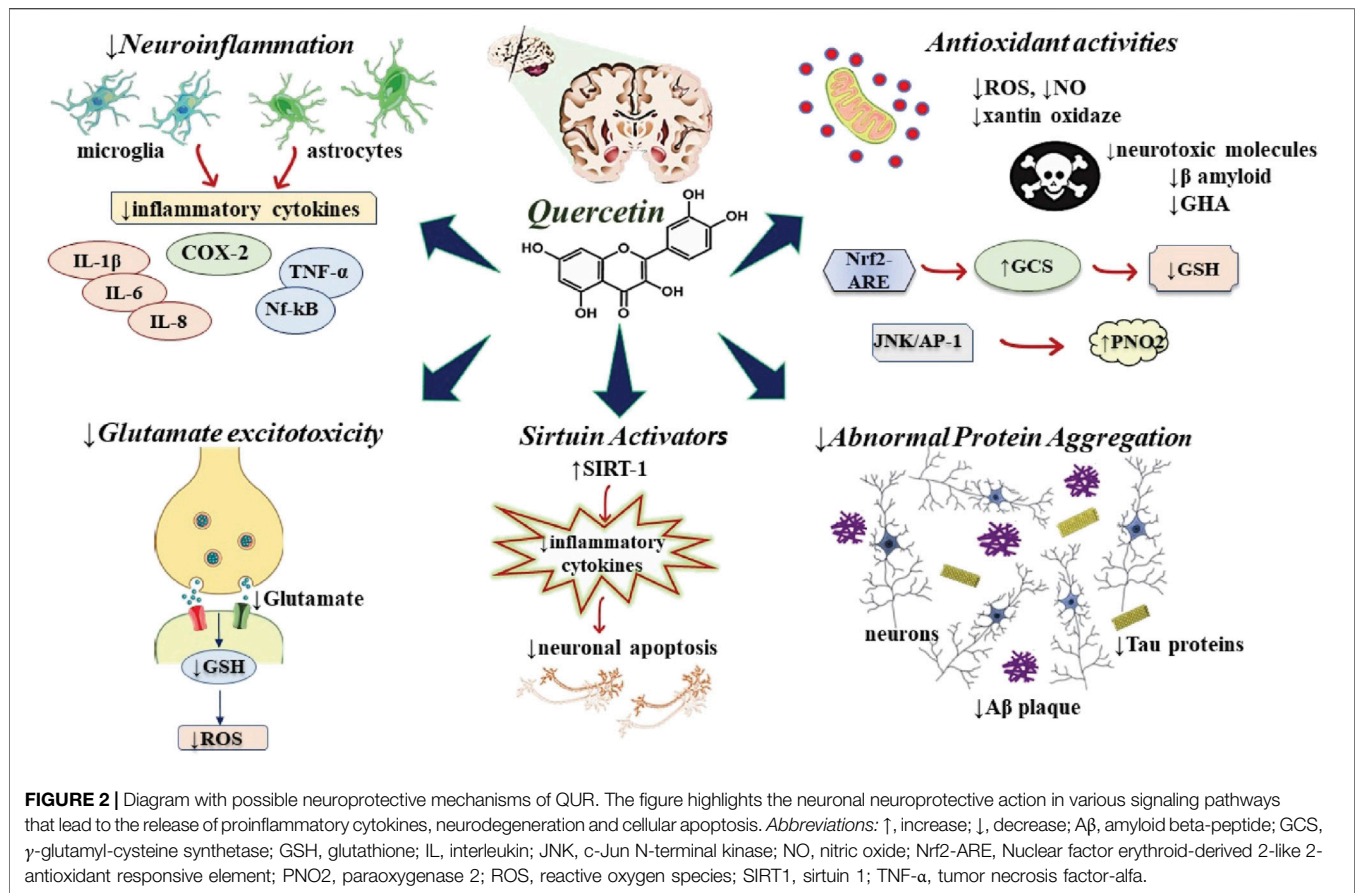 ↓Neuroinflammation
microglia
astrocytes
↓inflammatory cytokines
IL-1β
IL-6
IL-8
COX-2
TNF-α
Nf-kB
Quercetin
OH
HO
OH
O
OH
OH
O
Antioxidant activities
↓ROS, ↓NO
↓xantin oxidaze
↓neurotoxic molecules
↓β amyloid
↓GHA
Nrf2-
ARE
↑GCS
↓GSH
JNK/AP-1
↑PNO2
↓Glutamate excitotoxicity
↓Glutamate
↓GSH
↓ROS
Sirtuin Activators
↑SIRT-1
↓inflammatory
cytokines
↓neuronal apoptosis
↓Abnormal Protein Aggregation
neurons
↓Tau proteins
↓Aβ plaque
FIGURE 2 | Diagram with possible neuroprotective mechanisms of QUR. The figure highlights the neuronal neuroprotective action in various signaling pathways
that lead to the release of proinflammatory cytokines, neurodegeneration and cellular apoptosis. Abbreviations: ↑, increase; ↓, decrease; Aβ, amyloid beta-peptide; GCS,
γ-glutamyl-cysteine synthetase; GSH, glutathione; IL, interleukin; JNK, c-Jun N-terminal kinase; NO, nitric oxide; Nrf2-ARE, Nuclear factor erythroid-derived 2-like 2-
antioxidant responsive element; PNO2, paraoxygenase 2; ROS, reactive oxygen species; SIRT1, sirtuin 1; TNF-α, tumor necrosis factor-alfa.